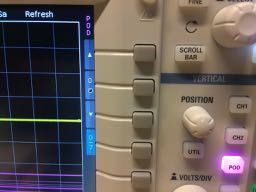 Sa Refresh
POD
FINE
SCROLL
BAR
VERTICAL
POSITION
CH1
CH2
UTIL
POD
VOLTS/DIV